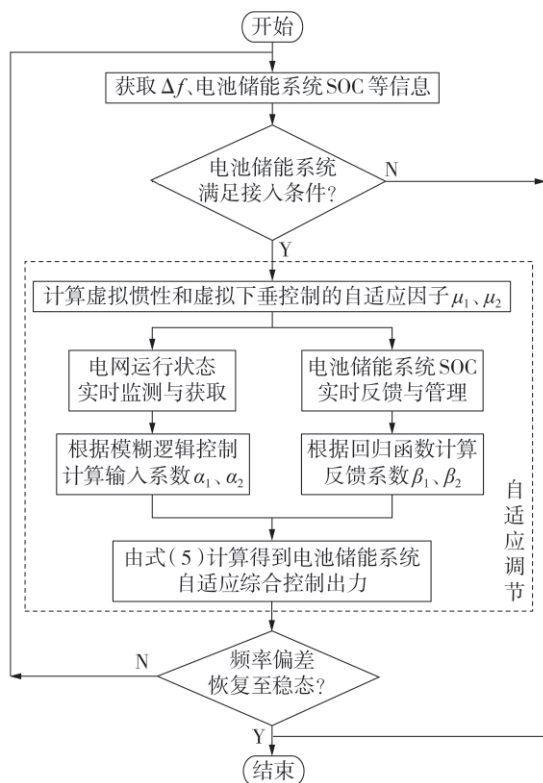 开始
获取Δf、电池储能系统SOC等信息
电池储能系统
满足接入条件?
N
Y
计算虚拟惯性和虚拟下垂控制的自适应因子μ₁、μ₂
电网运行状态
实时监测与获取
电池储能系统SOC
实时反馈与管理
根据模糊逻辑控制
计算输入系数α₁、α₂
根据回归函数计算
反馈系数β₁、β₂
自适应调节
由式(5)计算得到电池储能系统
自适应综合控制出力
N
频率偏差
恢复至稳态?
Y
结束